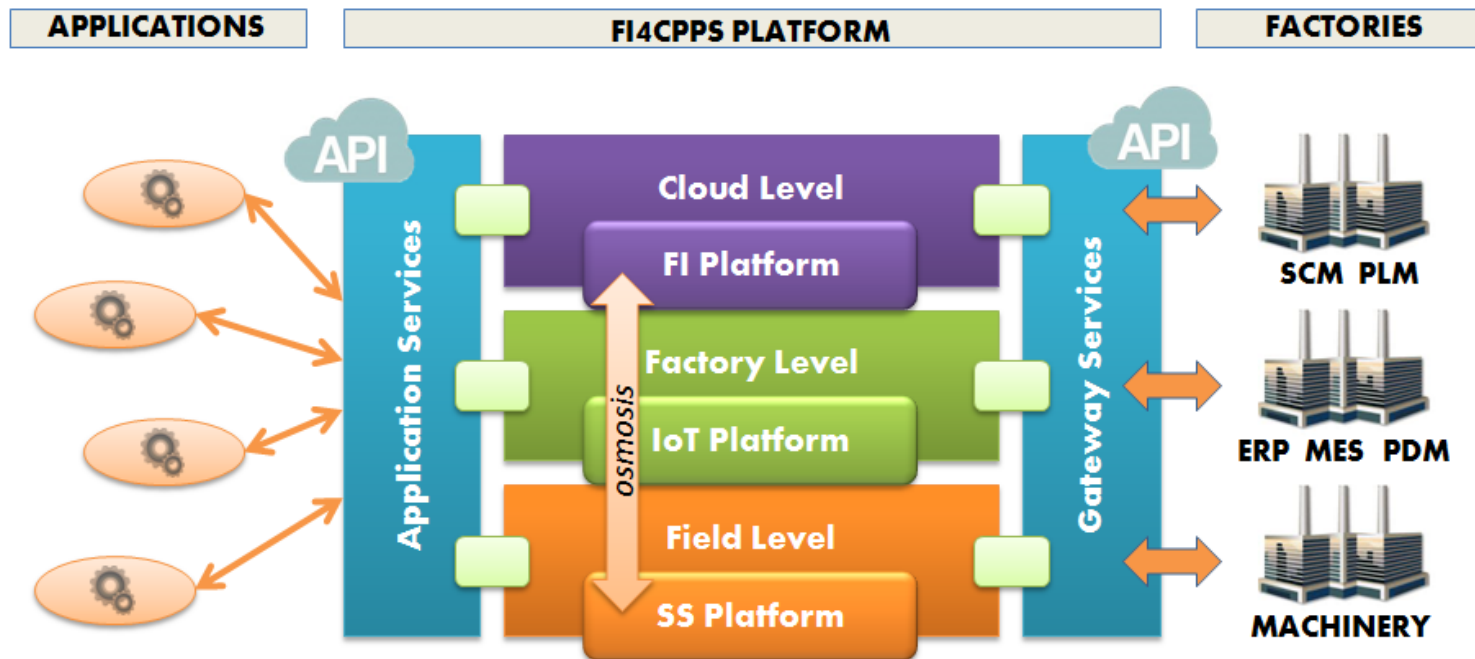 APPLICATIONS
FI4CPPS PLATFORM
FACTORIES
API
API
Application Services
Cloud Level
FI Platform
Factory Level
IoT Platform
Field Level
SS Platform
osmosis
Gateway Services
SCM PLM
ERP MES PDM
MACHINERY